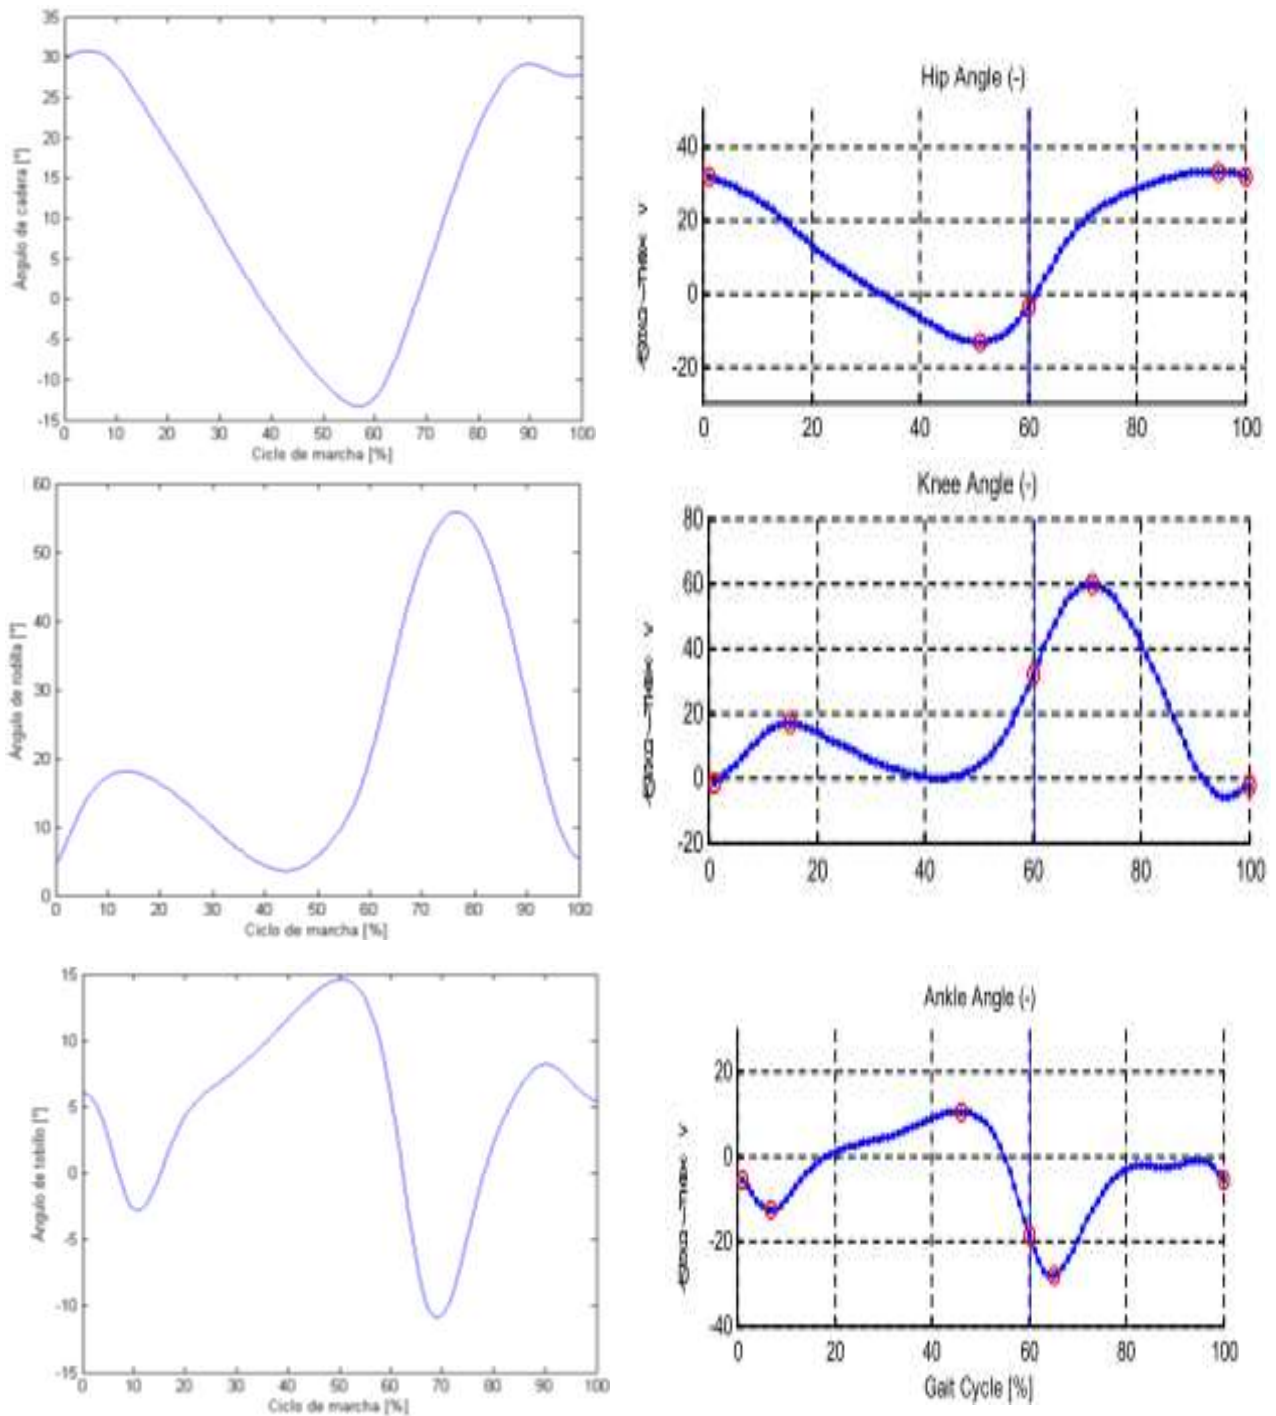 35
30
25
20
15
10
5
0
-5
-10
-15
Angulo de cadera [°]
0 10 20 30 40 50 60 70 80 90 100
Ciclo de marcha [%]
Hip Angle (-)
40
20
0
-20
0 20 40 60 80 100
60
50
40
30
20
10
0
Angulo de rodilla [°]
0 10 20 30 40 50 60 70 80 90 100
Ciclo de marcha [%]
Knee Angle (-)
80
60
40
20
0
-20
0 20 40 60 80 100
15
10
5
0
-5
-10
-15
Angulo de tobillo [°]
0 10 20 30 40 50 60 70 80 90 100
Ciclo de marcha [%]
Ankle Angle (-)
20
0
-20
-40
0 20 40 60 80 100
Gait Cycle [%]